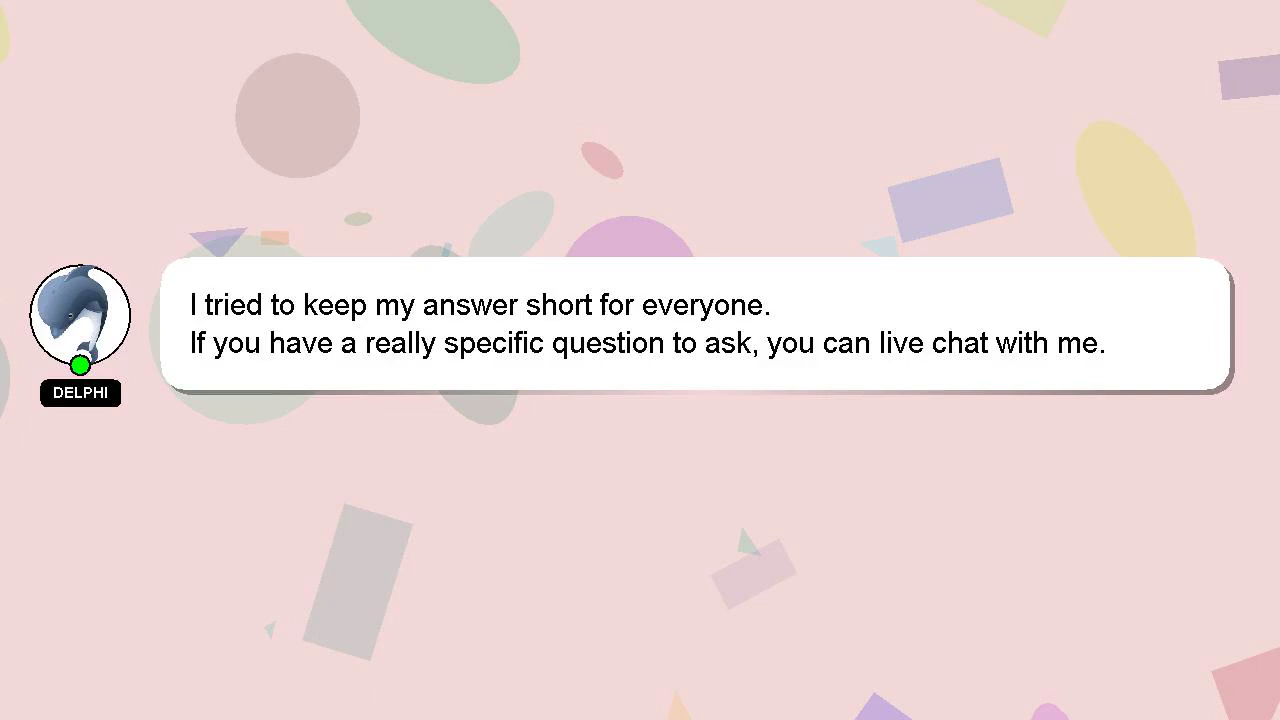 I tried to keep my answer short for everyone.
If you have a really specific question to ask, you can live chat with me.
DELPHI